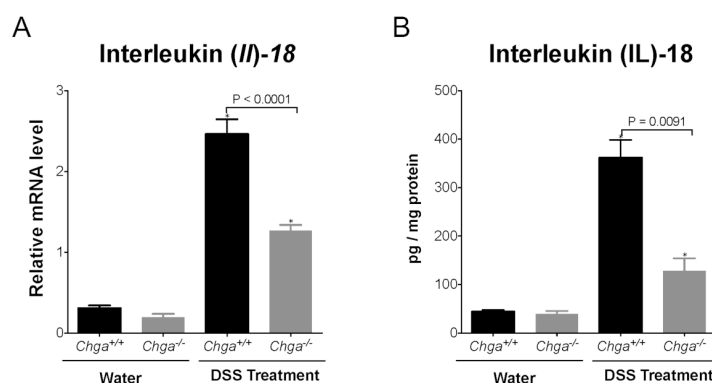 A
Interleukin (Il)-18
Relative mRNA level
3
2
1
0
P < 0.0001
*
*
Chga+/+
Chga-/-
Chga+/+
Chga-/-
Water
DSS Treatment
B
Interleukin (IL)-18
pg / mg protein
500
400
300
200
100
0
P = 0.0091
*
*
Chga+/+
Chga-/-
Chga+/+
Chga-/-
Water
DSS Treatment